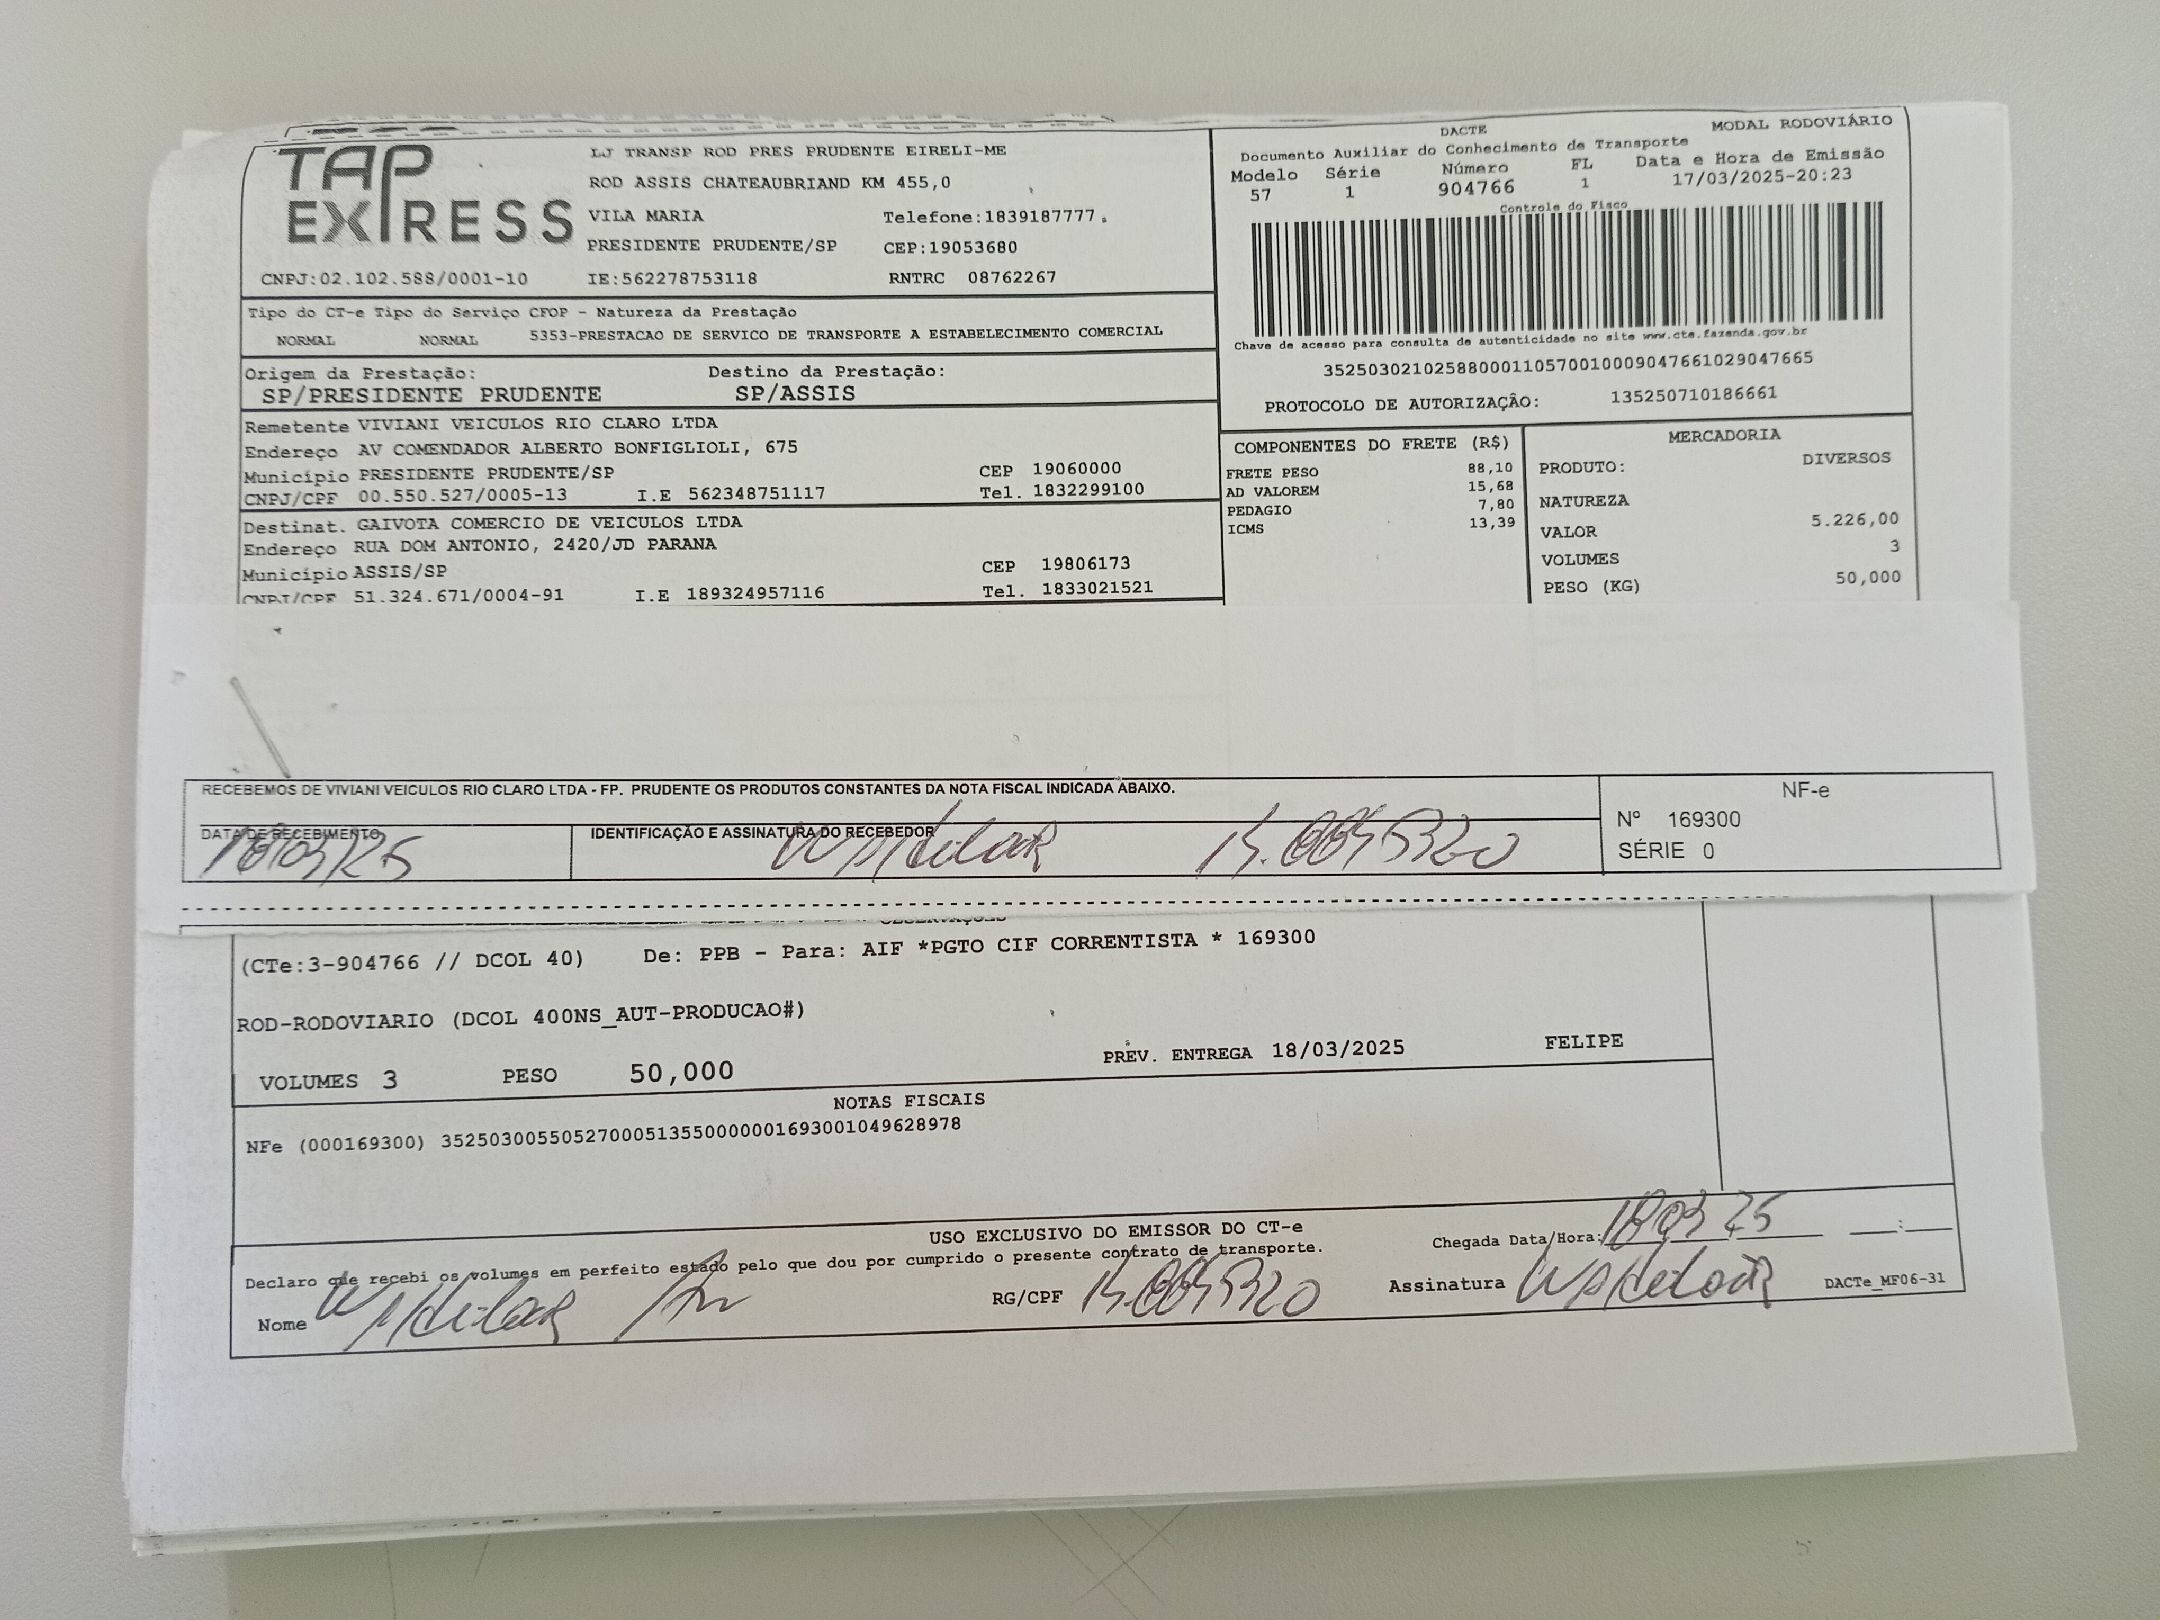 TAP EXPRESS
LJ TRANSP ROD PRES PRUDENTE EIRELI-ME
ROD ASSIS CHATEAUBRIAND KM 455,0
VILA MARIA Telefone:1839187777
PRESIDENTE PRUDENTE/SP CEP:19053680
CNPJ:02.102.588/0001-10 IE:562278753118 RNTRC 08762267
DACTE MODAL RODOVIÁRIO
Documento Auxiliar do Conhecimento de Transporte
Modelo Série Número FL Data e Hora de Emissão
57 1 904766 1 17/03/2025-20:23
Controle do Fisco
Chave de acesso para consulta de autenticidade no site www.cte.fazenda.gov.br
35250302102588000110570010009047661029047665
PROTOCOLO DE AUTORIZAÇÃO: 135250710186661
Tipo do CT-e Tipo do Serviço CFOP - Natureza da Prestação
NORMAL NORMAL 5353-PRESTACAO DE SERVICO DE TRANSPORTE A ESTABELECIMENTO COMERCIAL
Origem da Prestação: Destino da Prestação:
SP/PRESIDENTE PRUDENTE SP/ASSIS
Remetente VIVIANI VEICULOS RIO CLARO LTDA
Endereço AV COMENDADOR ALBERTO BONFIGLIOLI, 675
Município PRESIDENTE PRUDENTE/SP CEP 19060000
CNPJ/CPF 00.550.527/0005-13 I.E 562348751117 Tel. 1832299100
Destinat. GAIVOTA COMERCIO DE VEICULOS LTDA
Endereço RUA DOM ANTONIO, 2420/JD PARANA
Município ASSIS/SP CEP 19806173
CNPJ/CPF 51.324.671/0004-91 I.E 189324957116 Tel. 1833021521
COMPONENTES DO FRETE (R$)
FRETE PESO 88,10
AD VALOREM 15,68
PEDAGIO 7,80
ICMS 13,39
MERCADORIA
PRODUTO: DIVERSOS
NATUREZA
VALOR 5.226,00
VOLUMES 3
PESO (KG) 50,000
RECEBEMOS DE VIVIANI VEICULOS RIO CLARO LTDA - FP. PRUDENTE OS PRODUTOS CONSTANTES DA NOTA FISCAL INDICADA ABAIXO.
DATA DE RECEBIMENTO IDENTIFICAÇÃO E ASSINATURA DO RECEBEDOR
18/03/25
NF-e
Nº 169300
SÉRIE 0
OBSERVAÇÕES
(CTe:3-904766 // DCOL 40) De: PPB - Para: AIF *PGTO CIF CORRENTISTA * 169300
ROD-RODOVIARIO (DCOL 400NS_AUT-PRODUCAO#)
VOLUMES 3 PESO 50,000 PREV. ENTREGA 18/03/2025 FELIPE
NOTAS FISCAIS
NFe (000169300) 35250300550527000513550000001693001049628978
USO EXCLUSIVO DO EMISSOR DO CT-e
Declaro que recebi os volumes em perfeito estado pelo que dou por cumprido o presente contrato de transporte.
Chegada Data/Hora: 18 03 25 __:__
Nome RG/CPF Assinatura DACTe_MF06-31